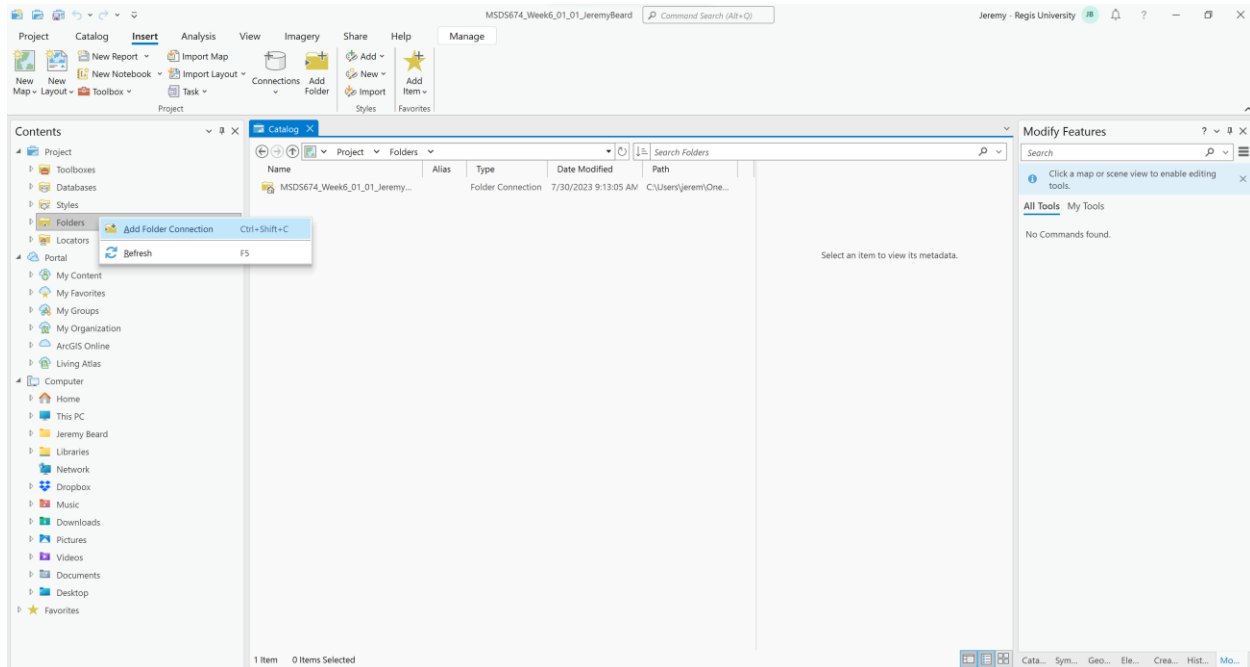 MSDS674_Week6_01_01_JeremyBeard
Command Search (Alt+Q)
Jeremy - Regis University
JB
?
Project Catalog Insert Analysis View Imagery Share Help Manage
New Report
Import Map
Add
New Notebook
Import Layout
New
New Map
New Layout
Toolbox
Task
Connections
Add Folder
Import
Add Item
Project
Styles
Favorites
Contents
Project
Toolboxes
Databases
Styles
Folders
Locators
Portal
My Content
My Favorites
My Groups
My Organization
ArcGIS Online
Living Atlas
Computer
Home
This PC
Jeremy Beard
Libraries
Network
Dropbox
Music
Downloads
Pictures
Videos
Documents
Desktop
Favorites
Add Folder Connection Ctrl+Shift+C
Refresh F5
Catalog
Project Folders
Search Folders
Name Alias Type Date Modified Path
MSDS674_Week6_01_01_Jeremy... Folder Connection 7/30/2023 9:13:05 AM C:\Users\jerem\One...
Select an item to view its metadata.
1 Item 0 Items Selected
Modify Features
?
Search
Click a map or scene view to enable editing
tools.
All Tools My Tools
No Commands found.
Cata... Sym... Geo... Ele... Crea... Hist... Mo...